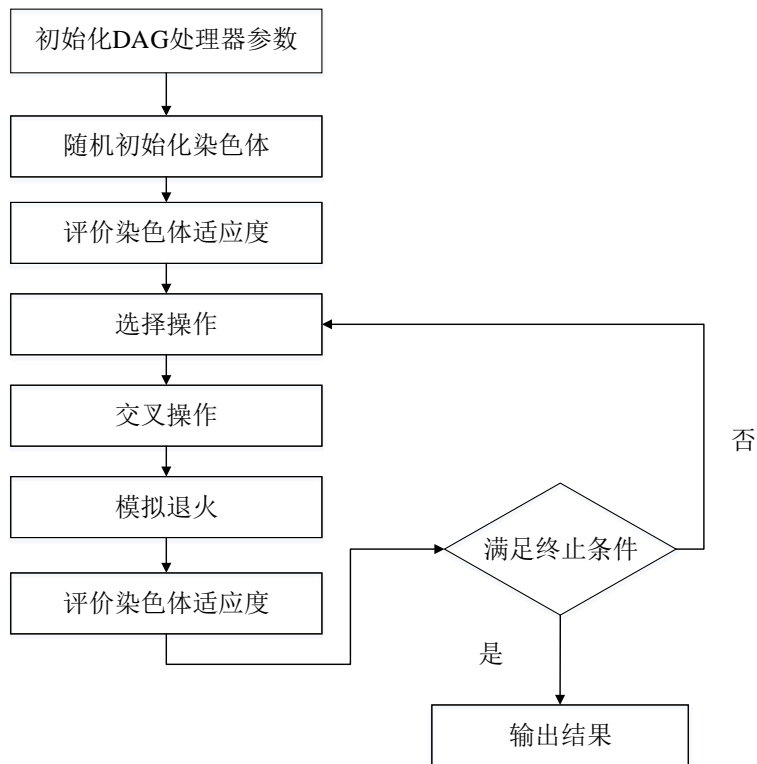 初始化DAG处理器参数
随机初始化染色体
评价染色体适应度
选择操作
交叉操作
模拟退火
评价染色体适应度
满足终止条件
否
是
输出结果